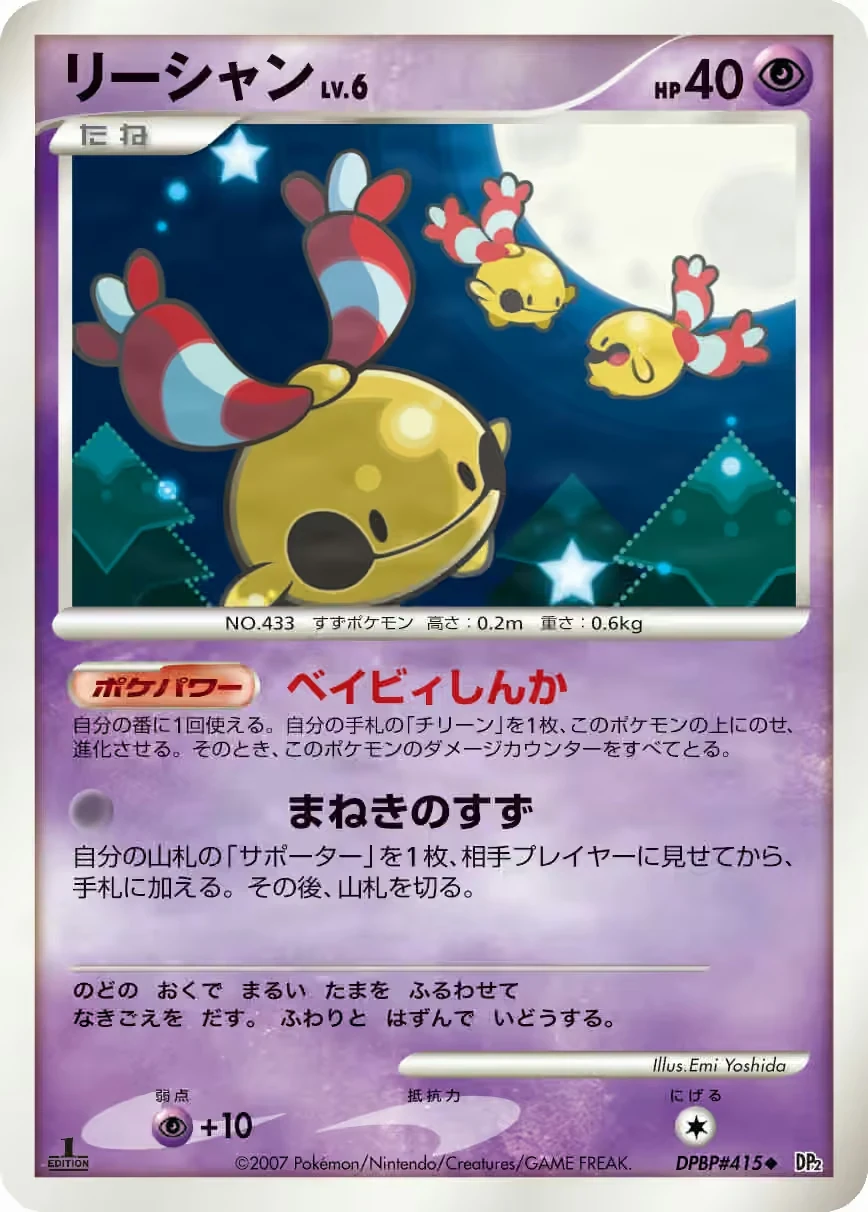 リーシャン LV.6 HP 40
たね
NO.433 すずポケモン 高さ:0.2m 重さ:0.6kg
ポケパワー ベイビィしんか
自分の番に1回使える。自分の手札の「チリーン」を1枚、このポケモンの上にのせ、
進化させる。そのとき、このポケモンのダメージカウンターをすべてとる。
まねきのすず
自分の山札の「サポーター」を1枚、相手プレイヤーに見せてから、
手札に加える。その後、山札を切る。
のどの おくで まるい たまを ふるわせて
なきごえを だす。 ふわりと はずんで いどうする。
Illus.Emi Yoshida
弱点 抵抗力 にげる
+10
1 EDITION ©2007 Pokémon/Nintendo/Creatures/GAME FREAK. DPBP#415◆ DP2